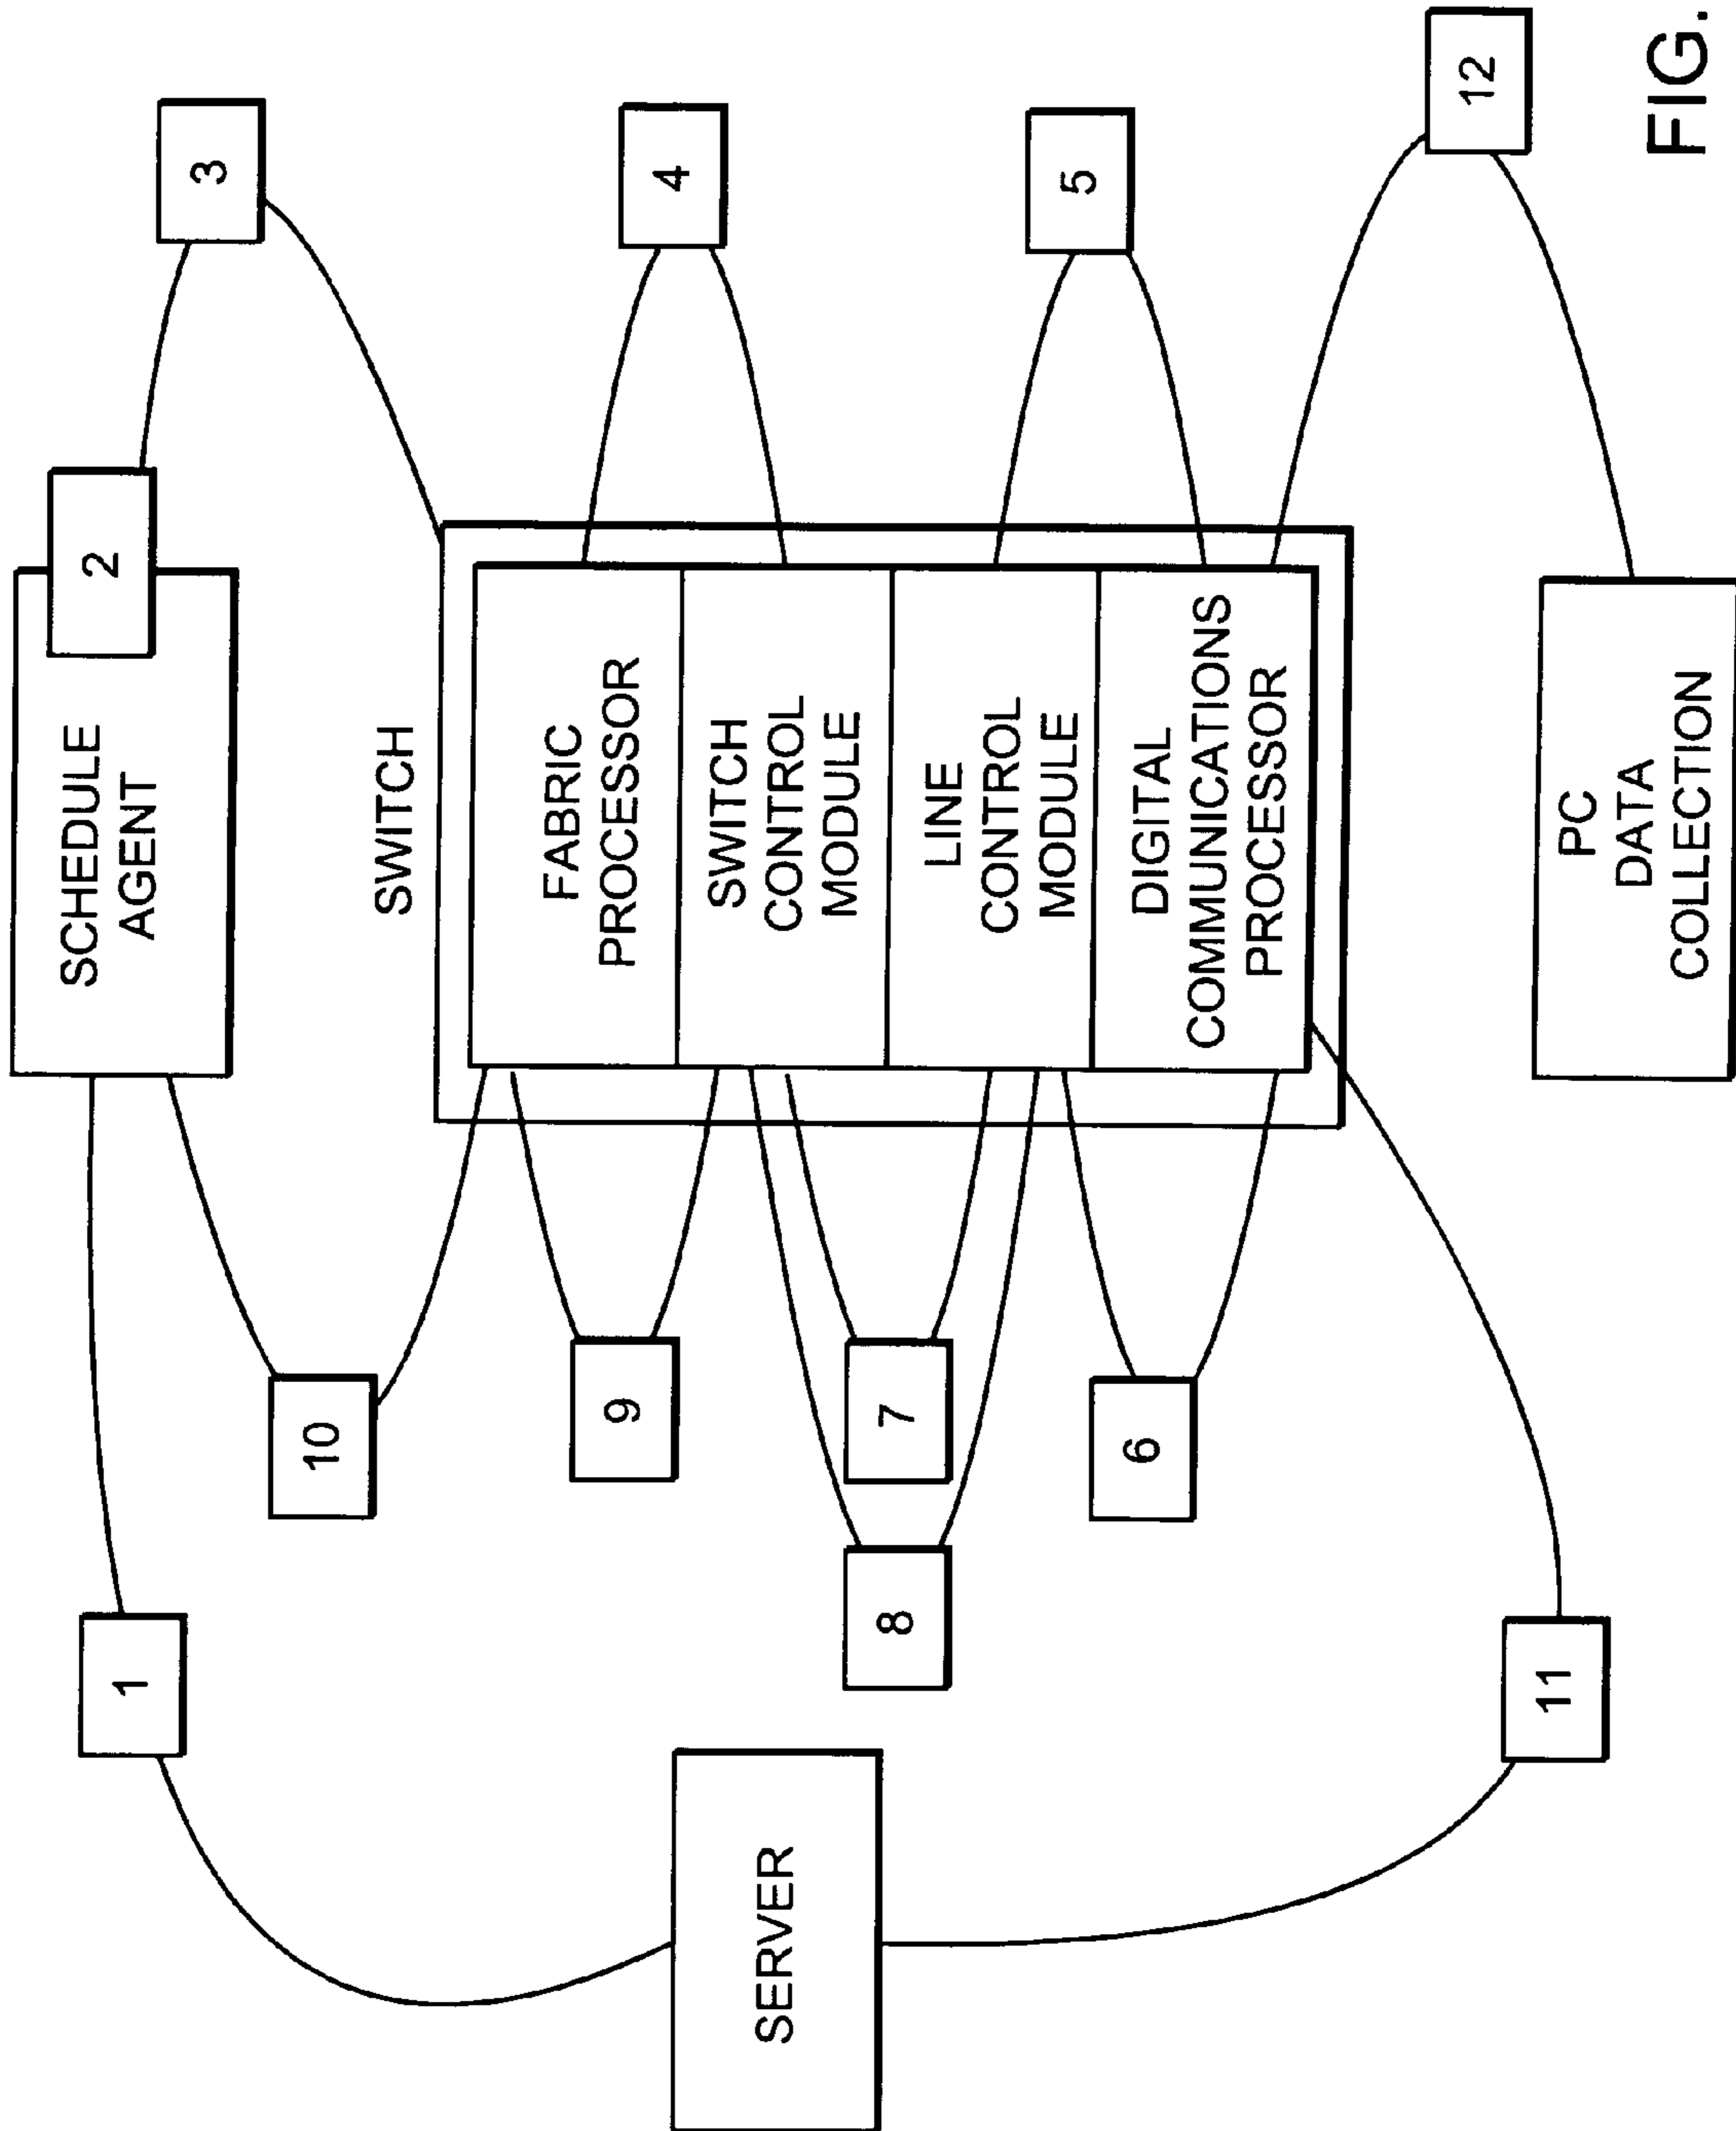 SCHEDULE
AGENT
2
1
3
10
SWITCH
FABRIC
PROCESSOR
9
4
SWITCH
CONTROL
MODULE
SERVER
8
7
LINE
CONTROL
MODULE
5
6
DIGITAL
COMMUNICATIONS
PROCESSOR
12
11
PC
DATA
COLLECTION
FIG.